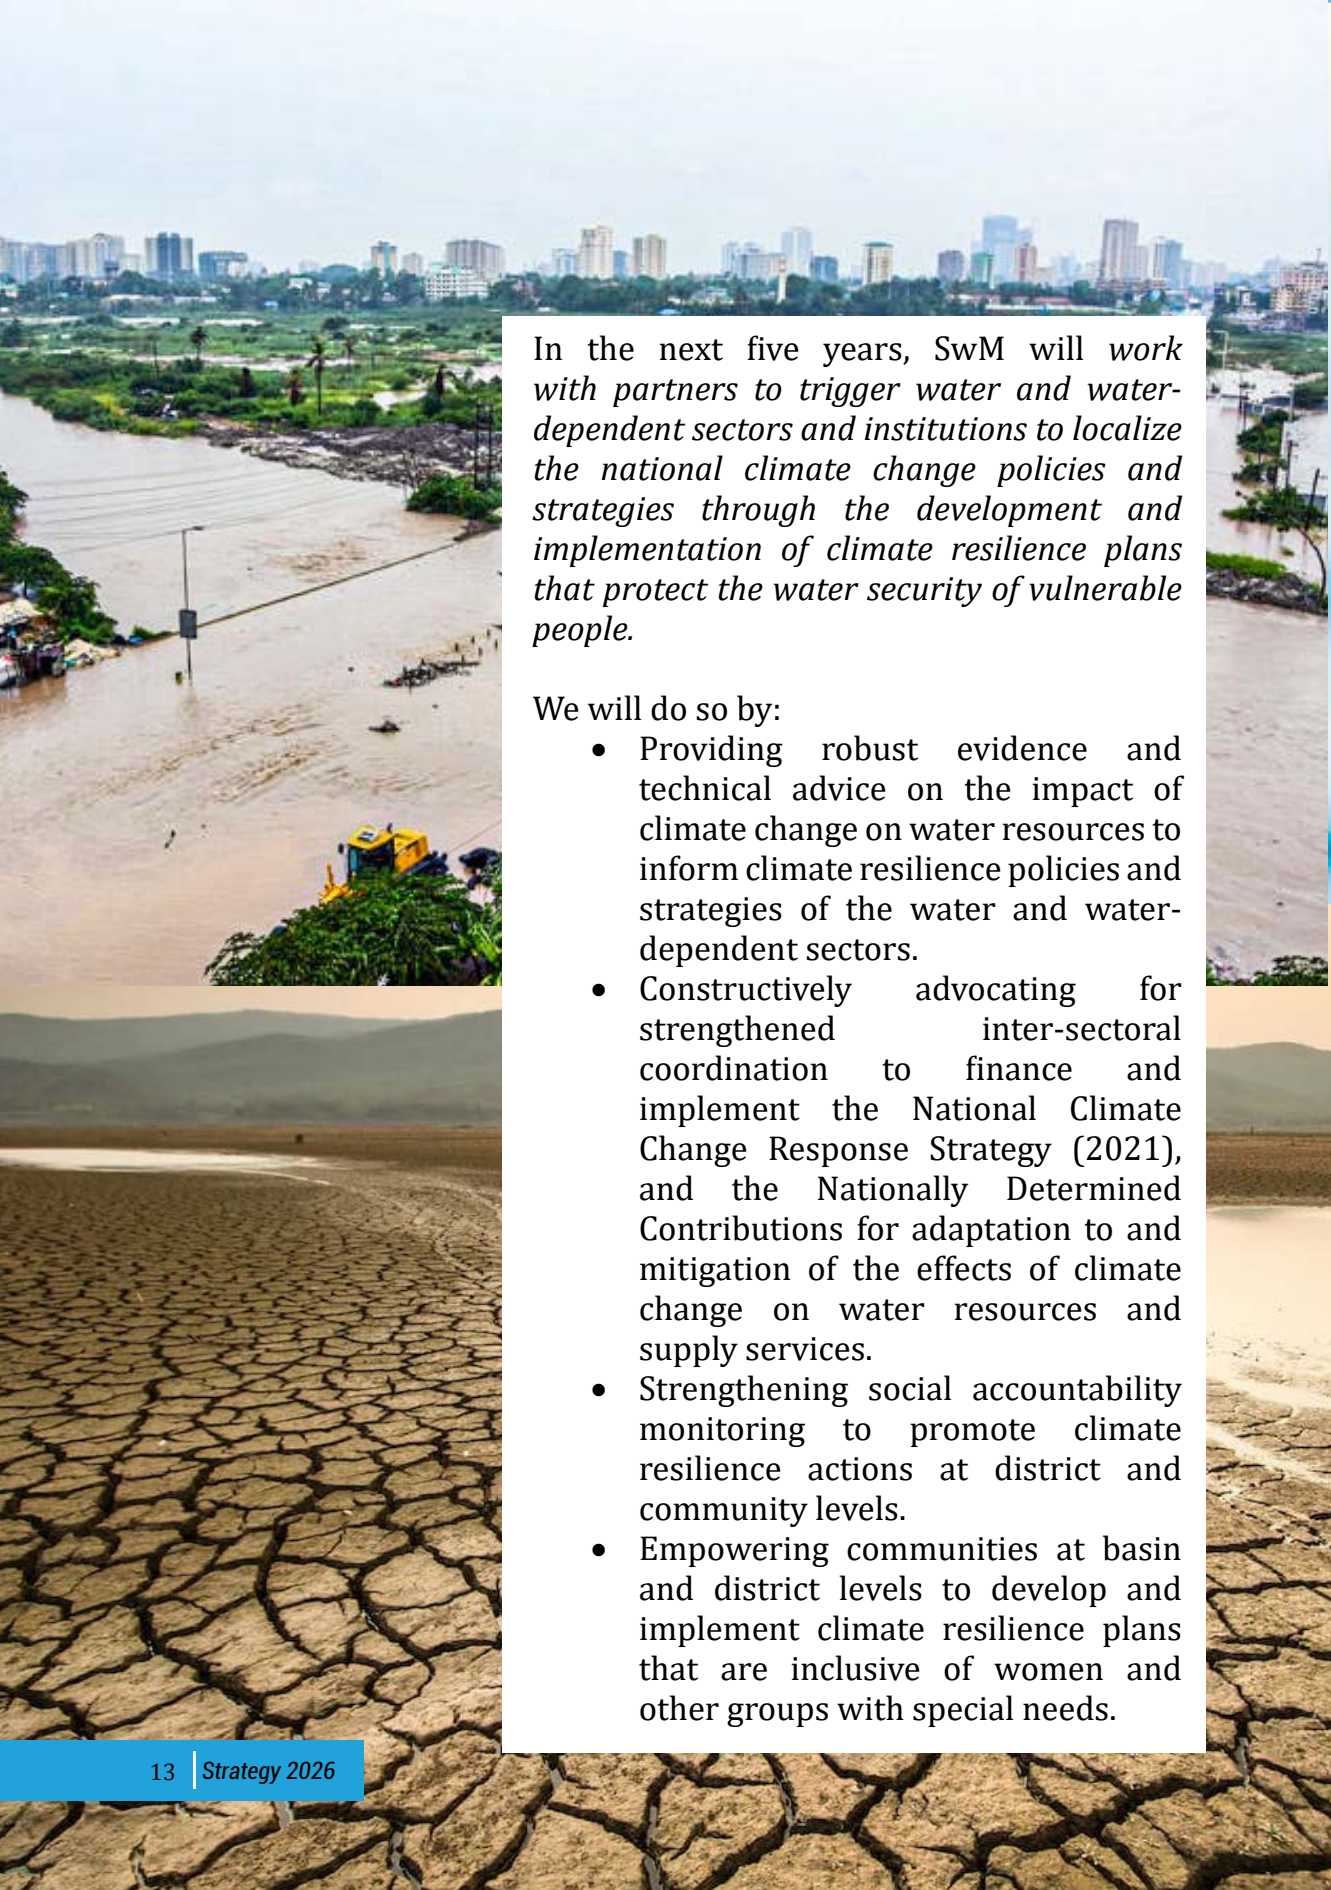 In the next five years, SwM will work
with partners to trigger water and water-
dependent sectors and institutions to localize
the national climate change policies and
strategies through the development and
implementation of climate resilience plans
that protect the water security of vulnerable
people.
We will do so by:
• Providing robust evidence and
technical advice on the impact of
climate change on water resources to
inform climate resilience policies and
strategies of the water and water-
dependent sectors.
• Constructively advocating for
strengthened inter-sectoral
coordination to finance and
implement the National Climate
Change Response Strategy (2021),
and the Nationally Determined
Contributions for adaptation to and
mitigation of the effects of climate
change on water resources and
supply services.
• Strengthening social accountability
monitoring to promote climate
resilience actions at district and
community levels.
• Empowering communities at basin
and district levels to develop and
implement climate resilience plans
that are inclusive of women and
other groups with special needs.
13 Strategy 2026